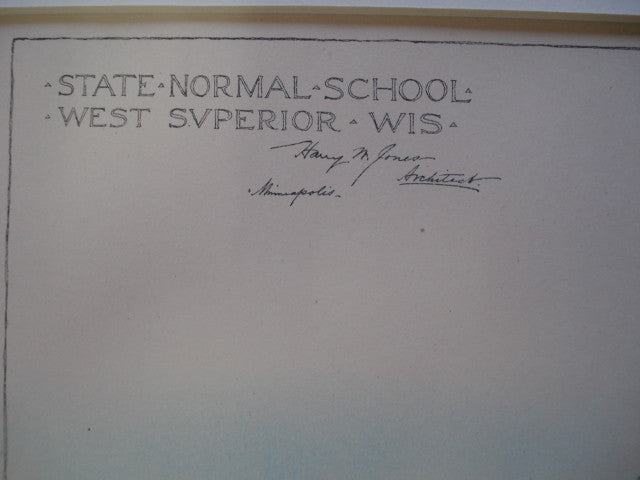 ·STATE·NORMAL·SCHOOL·
·WEST SVPERIOR·WIS·
Harry W. Jones
Architect.
Minneapolis.